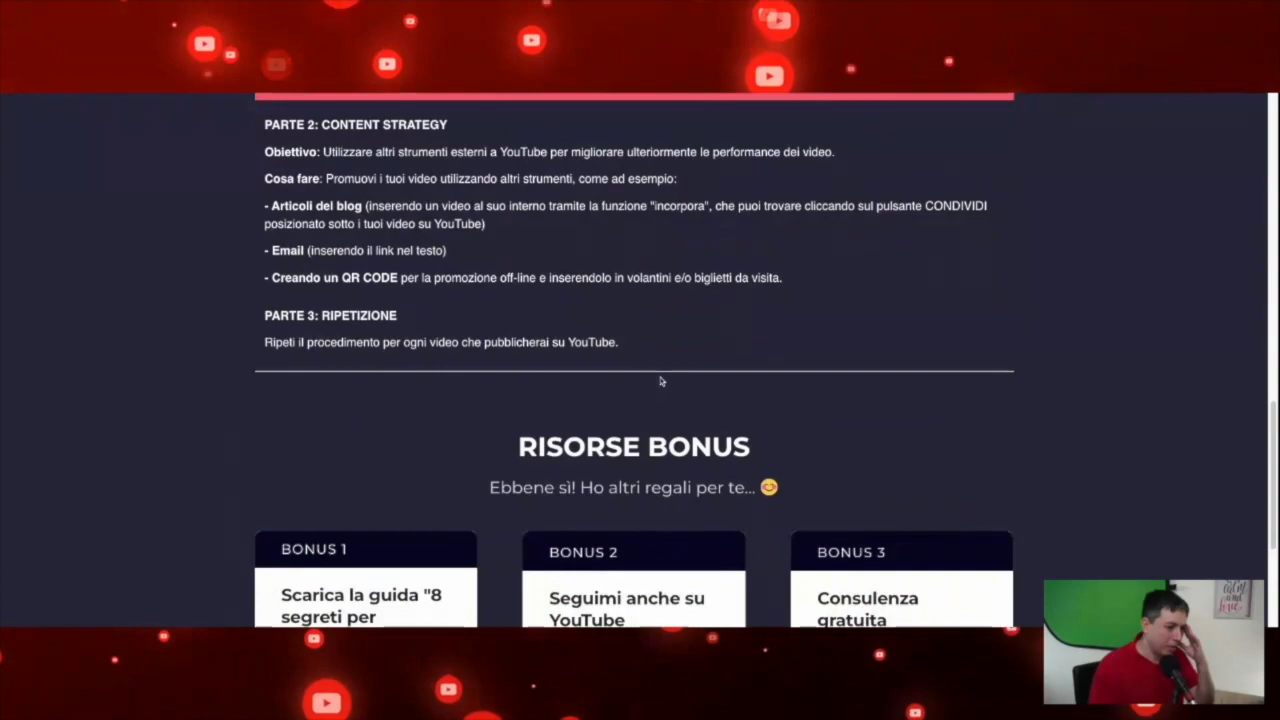 PARTE 2: CONTENT STRATEGY
Obiettivo: Utilizzare altri strumenti esterni a YouTube per migliorare ulteriormente le performance dei video.
Cosa fare: Promuovi i tuoi video utilizzando altri strumenti, come ad esempio:
- Articoli del blog (inserendo un video al suo interno tramite la funzione "incorpora", che puoi trovare cliccando sul pulsante CONDIVIDI
posizionato sotto i tuoi video su YouTube)
- Email (inserendo il link nel testo)
- Creando un QR CODE per la promozione off-line e inserendolo in volantini e/o biglietti da visita.
PARTE 3: RIPETIZIONE
Ripeti il procedimento per ogni video che pubblicherai su YouTube.
RISORSE BONUS
Ebbene sì! Ho altri regali per te... 😊
BONUS 1
Scarica la guida "8
segreti per
BONUS 2
Seguimi anche su
YouTube
BONUS 3
Consulenza
gratuita